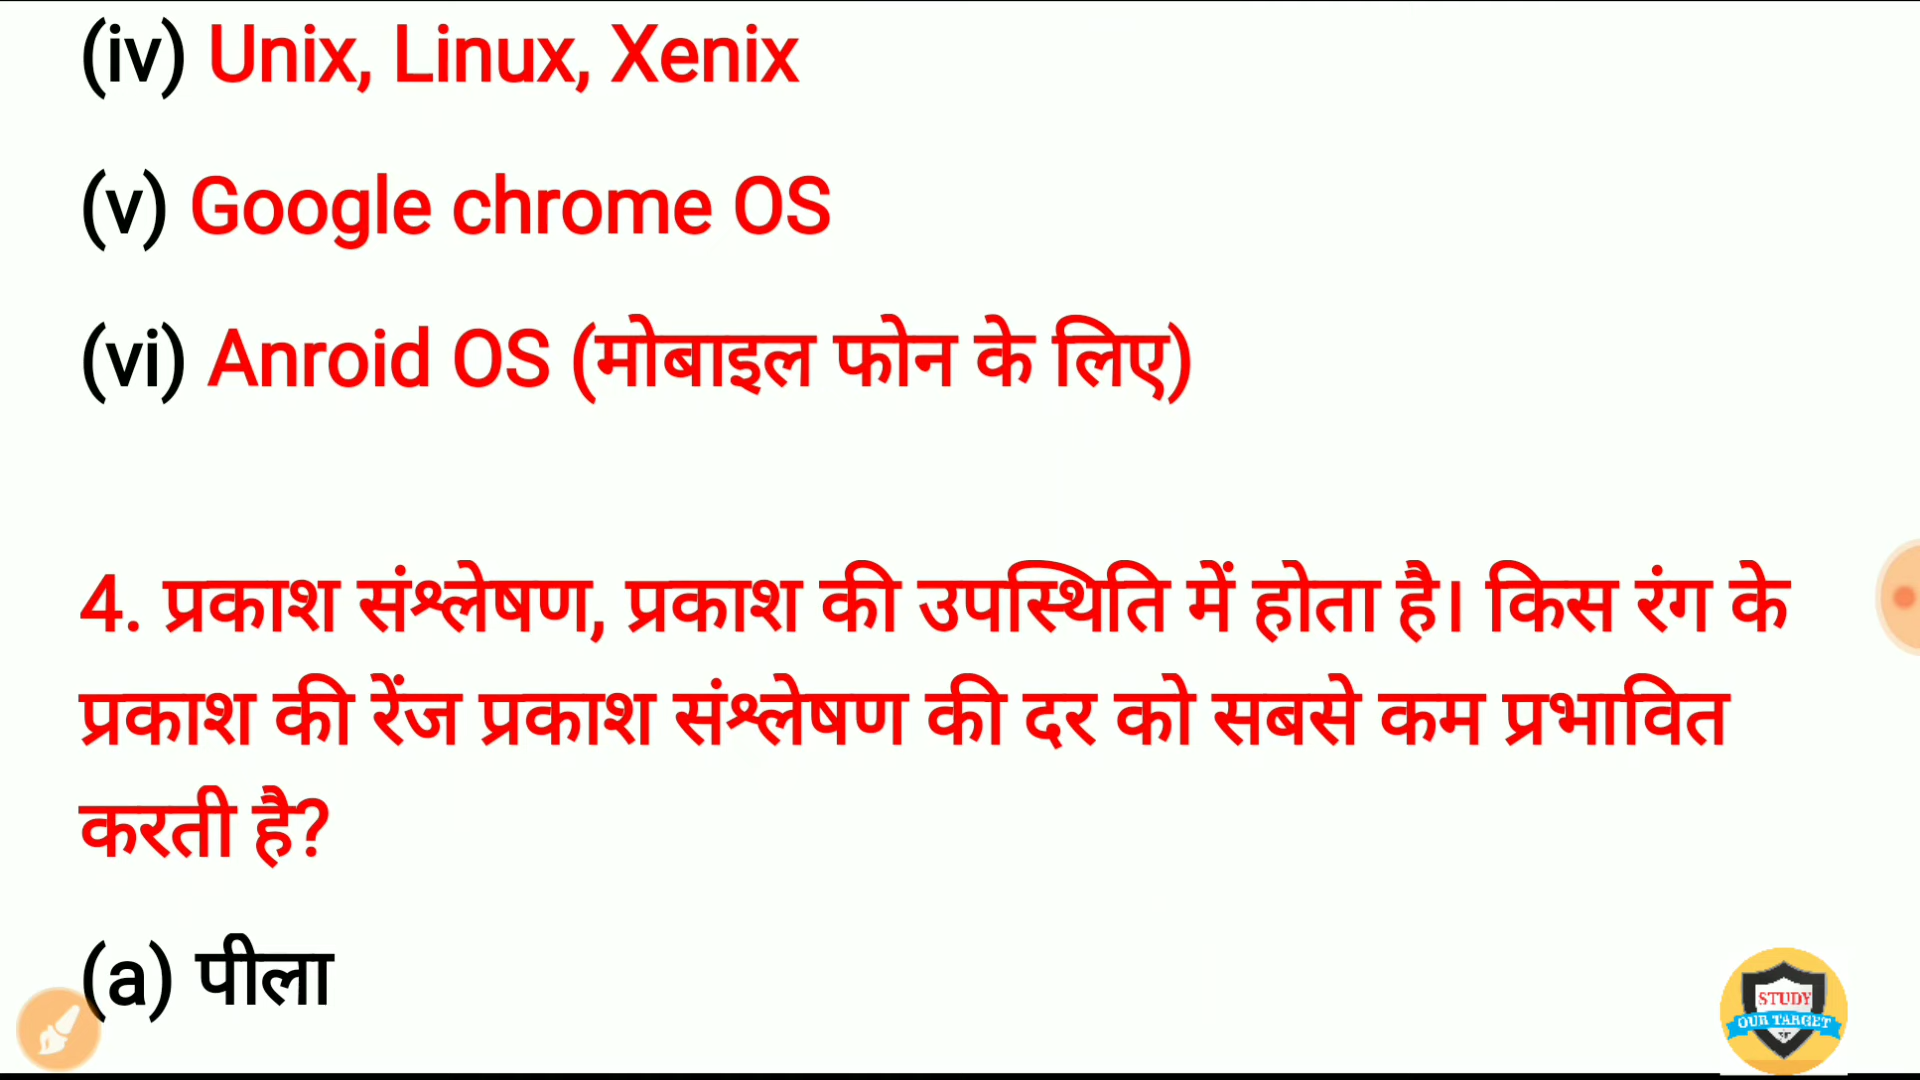 (iv) Unix, Linux, Xenix
(v) Google chrome OS
(vi) Anroid OS (मोबाइल फोन के लिए)
4. प्रकाश संश्लेषण, प्रकाश की उपस्थिति में होता है। किस रंग के
प्रकाश की रेंज प्रकाश संश्लेषण की दर को सबसे कम प्रभावित
करती है?
(a) पीला
STUDY
OUR TARGET